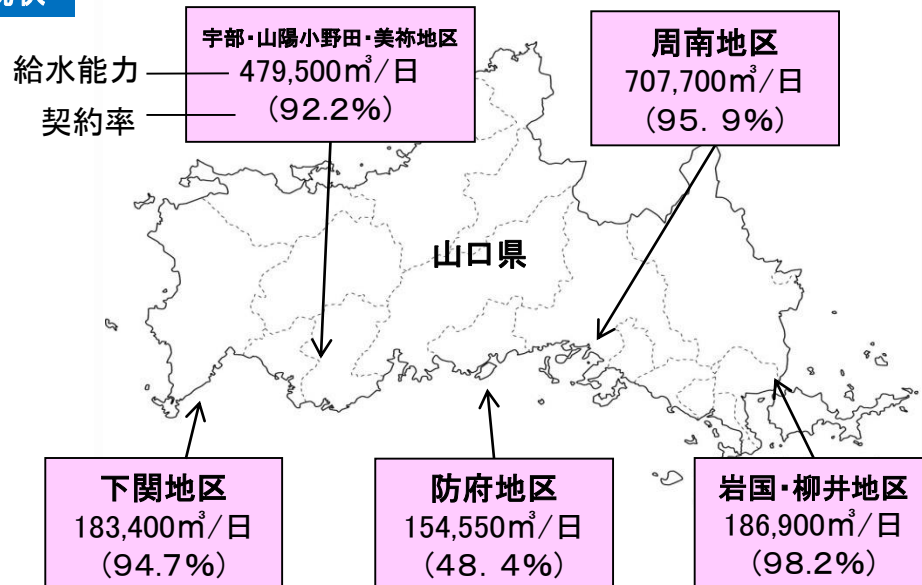 現状
宇部・山陽小野田・美祢地区
479,500㎥/日
(92.2%)
給水能力
契約率
周南地区
707,700㎥/日
(95.9%)
山口県
下関地区
183,400㎥/日
(94.7%)
防府地区
154,550㎥/日
(48.4%)
岩国・柳井地区
186,900㎥/日
(98.2%)